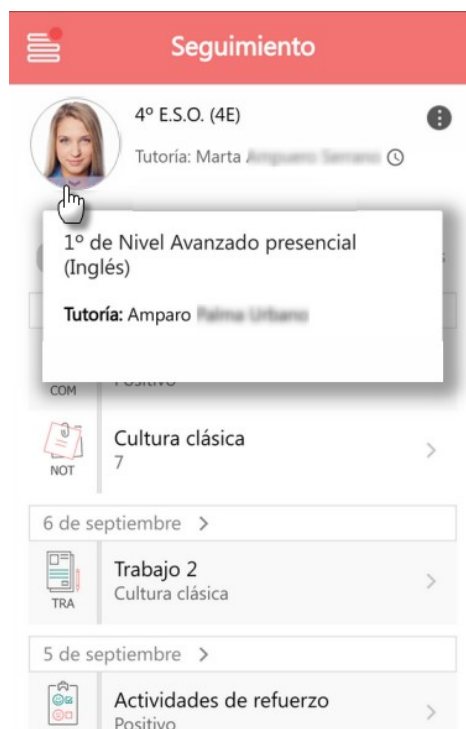 Seguimiento
4º E.S.O. (4E)
Tutoría: Marta
1º de Nivel Avanzado presencial
(Inglés)
Tutoría: Amparo
COM
Positivo
Cultura clásica
NOT
7
6 de septiembre >
Trabajo 2
TRA
Cultura clásica
5 de septiembre >
Actividades de refuerzo
Positivo